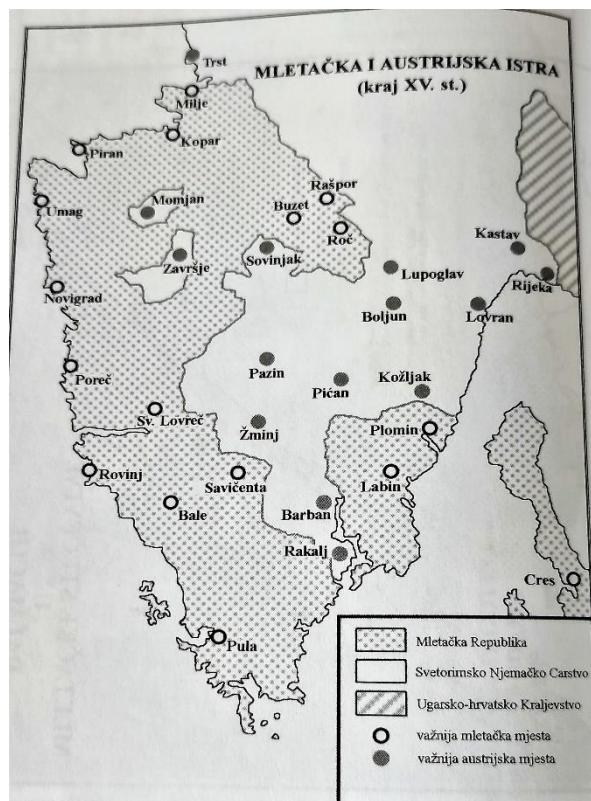 Trst
MLETAČKA I AUSTRIJSKA ISTRA
(kraj XV. st.)
Milje
Kopar
Piran
Rašpor
Momjan
Umag
Buzet
Roč
Kastav
Završje
Sovinjak
Lupoglav
Rijeka
Novigrad
Boljun
Lovran
Pazin
Poreč
Pićan
Kožljak
Sv. Lovreč
Žminj
Plomin
Rovinj
Savičenta
Labin
Bale
Barban
Rakalj
Cres
Pula
Mletačka Republika
Svetorimsko Njemačko Carstvo
Ugarsko-hrvatsko Kraljevstvo
važnija mletačka mjesta
važnija austrijska mjesta